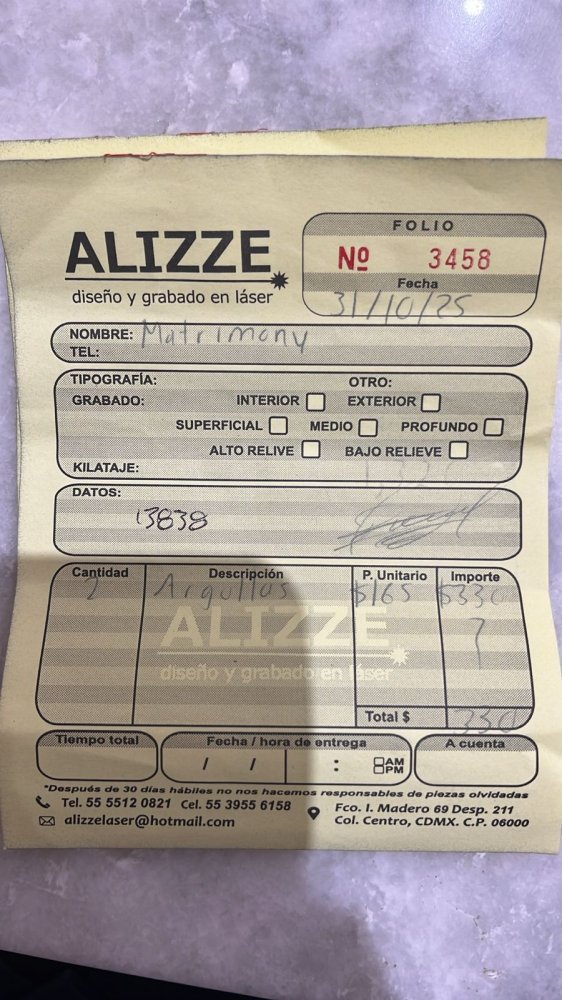 ALIZZE
diseño y grabado en láser
FOLIO
Nº 3458
Fecha
31/10/25
NOMBRE: Matrimony
TEL:
TIPOGRAFÍA: OTRO:
GRABADO: INTERIOR EXTERIOR
SUPERFICIAL MEDIO PROFUNDO
ALTO RELIVE BAJO RELIEVE
KILATAJE:
DATOS:
13838
Cantidad Descripción P. Unitario Importe
2 Argollas $165 $330
ALIZZE
diseño y grabado en láser
Total $ 330
Tiempo total Fecha / hora de entrega A cuenta
/ / : AM
PM
*Después de 30 días hábiles no nos hacemos responsables de piezas olvidadas
Tel. 55 5512 0821 Cel. 55 3955 6158
alizzelaser@hotmail.com
Fco. I. Madero 69 Desp. 211
Col. Centro, CDMX. C.P. 06000